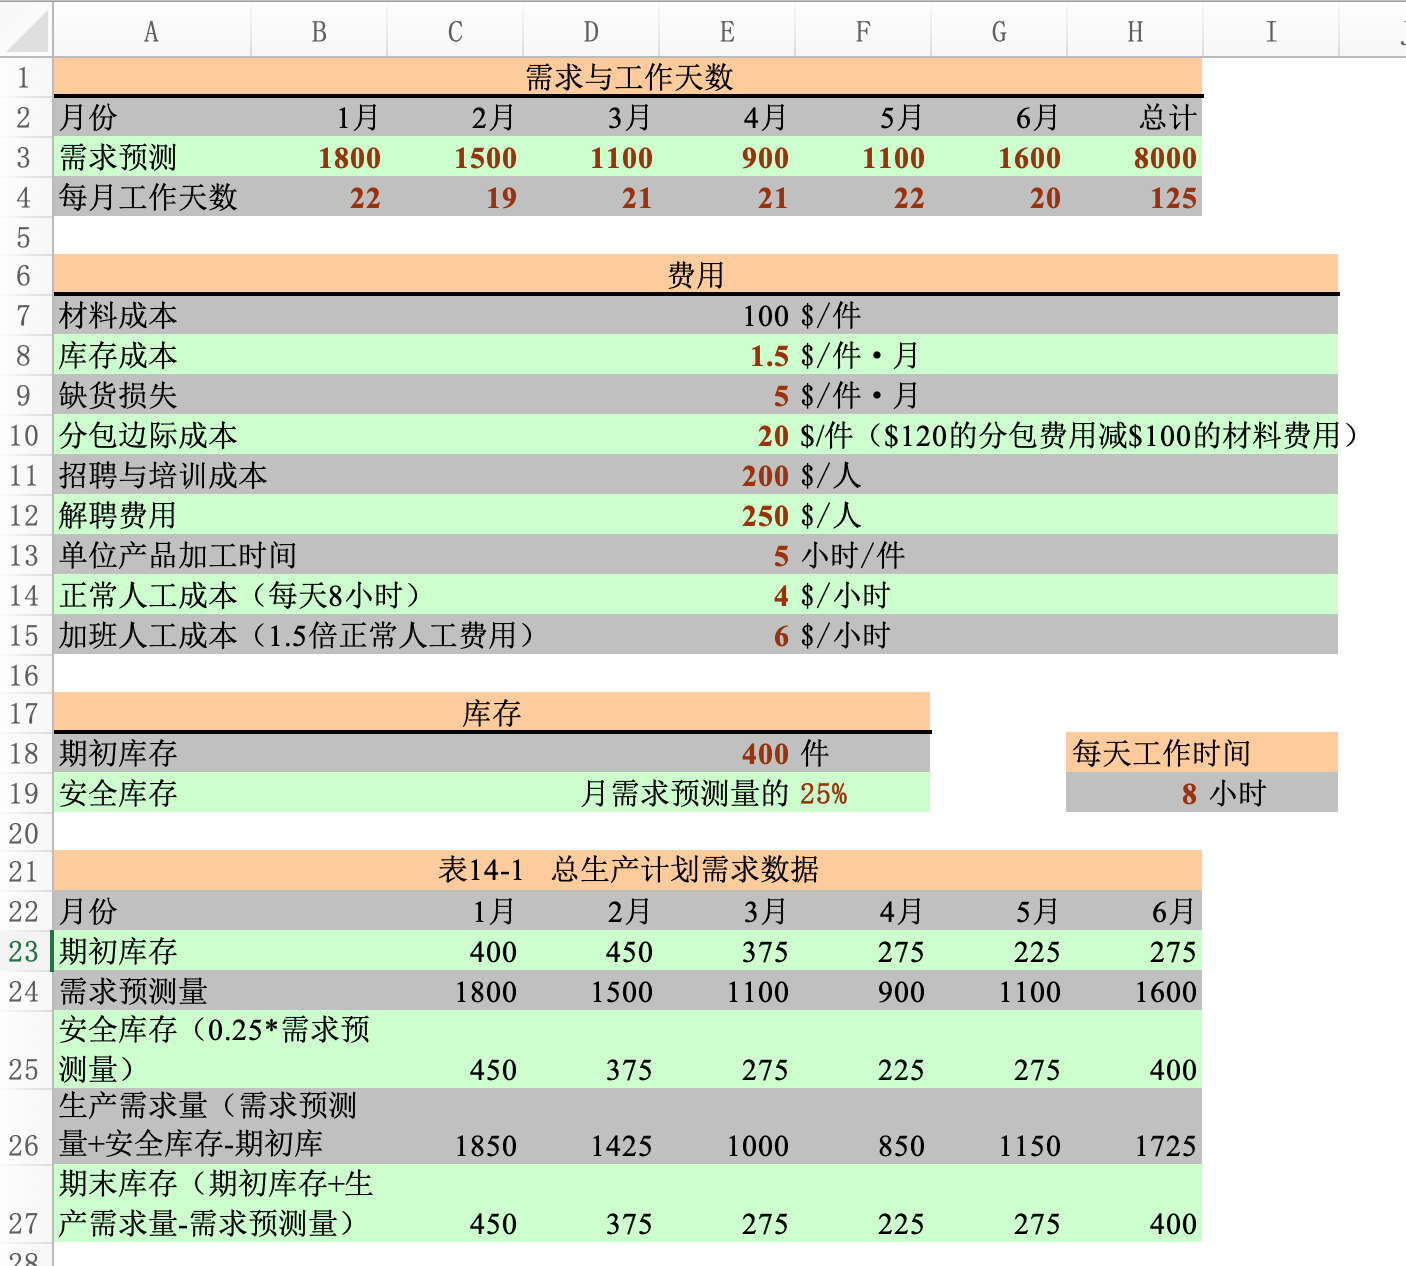 A B C D E F G H I J
1 需求与工作天数
2 月份 1月 2月 3月 4月 5月 6月 总计
3 需求预测 1800 1500 1100 900 1100 1600 8000
4 每月工作天数 22 19 21 21 22 20 125
5
6 费用
7 材料成本 100 $/件
8 库存成本 1.5 $/件·月
9 缺货损失 5 $/件·月
10 分包边际成本 20 $/件（$120的分包费用减$100的材料费用）
11 招聘与培训成本 200 $/人
12 解聘费用 250 $/人
13 单位产品加工时间 5 小时/件
14 正常人工成本（每天8小时） 4 $/小时
15 加班人工成本（1.5倍正常人工费用） 6 $/小时
16
17 库存
18 期初库存 400 件 每天工作时间
19 安全库存 月需求预测量的 25% 8 小时
20
21 表14-1 总生产计划需求数据
22 月份 1月 2月 3月 4月 5月 6月
23 期初库存 400 450 375 275 225 275
24 需求预测量 1800 1500 1100 900 1100 1600
安全库存（0.25*需求预
25 测量） 450 375 275 225 275 400
生产需求量（需求预测
26 量+安全库存-期初库 1850 1425 1000 850 1150 1725
期末库存（期初库存+生
27 产需求量-需求预测量） 450 375 275 225 275 400
28